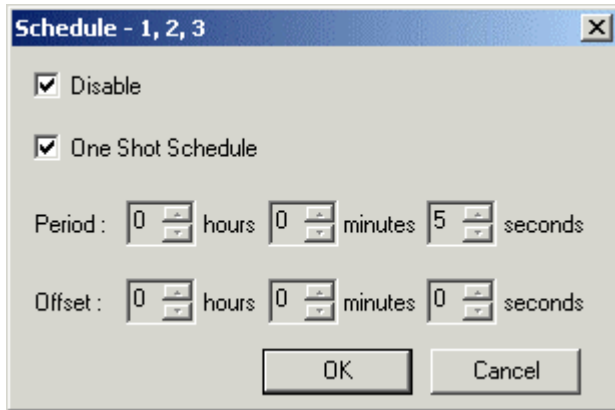 Schedule - 1, 2, 3
Disable
One Shot Schedule
Period : 0 hours 0 minutes 5 seconds
Offset : 0 hours 0 minutes 0 seconds
OK Cancel